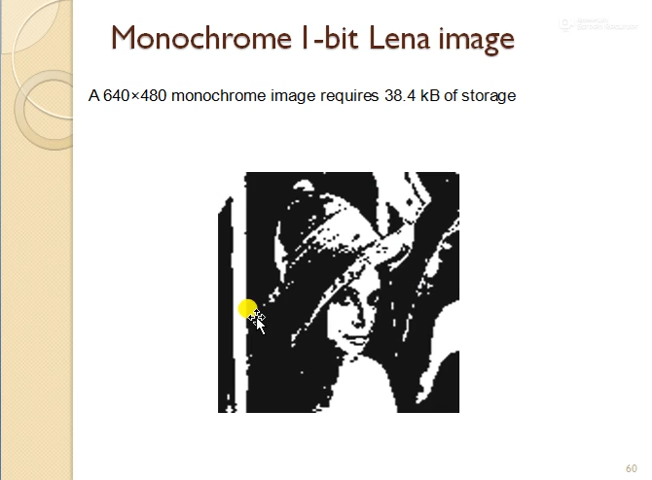 Monochrome 1-bit Lena image
A 640×480 monochrome image requires 38.4 kB of storage
60